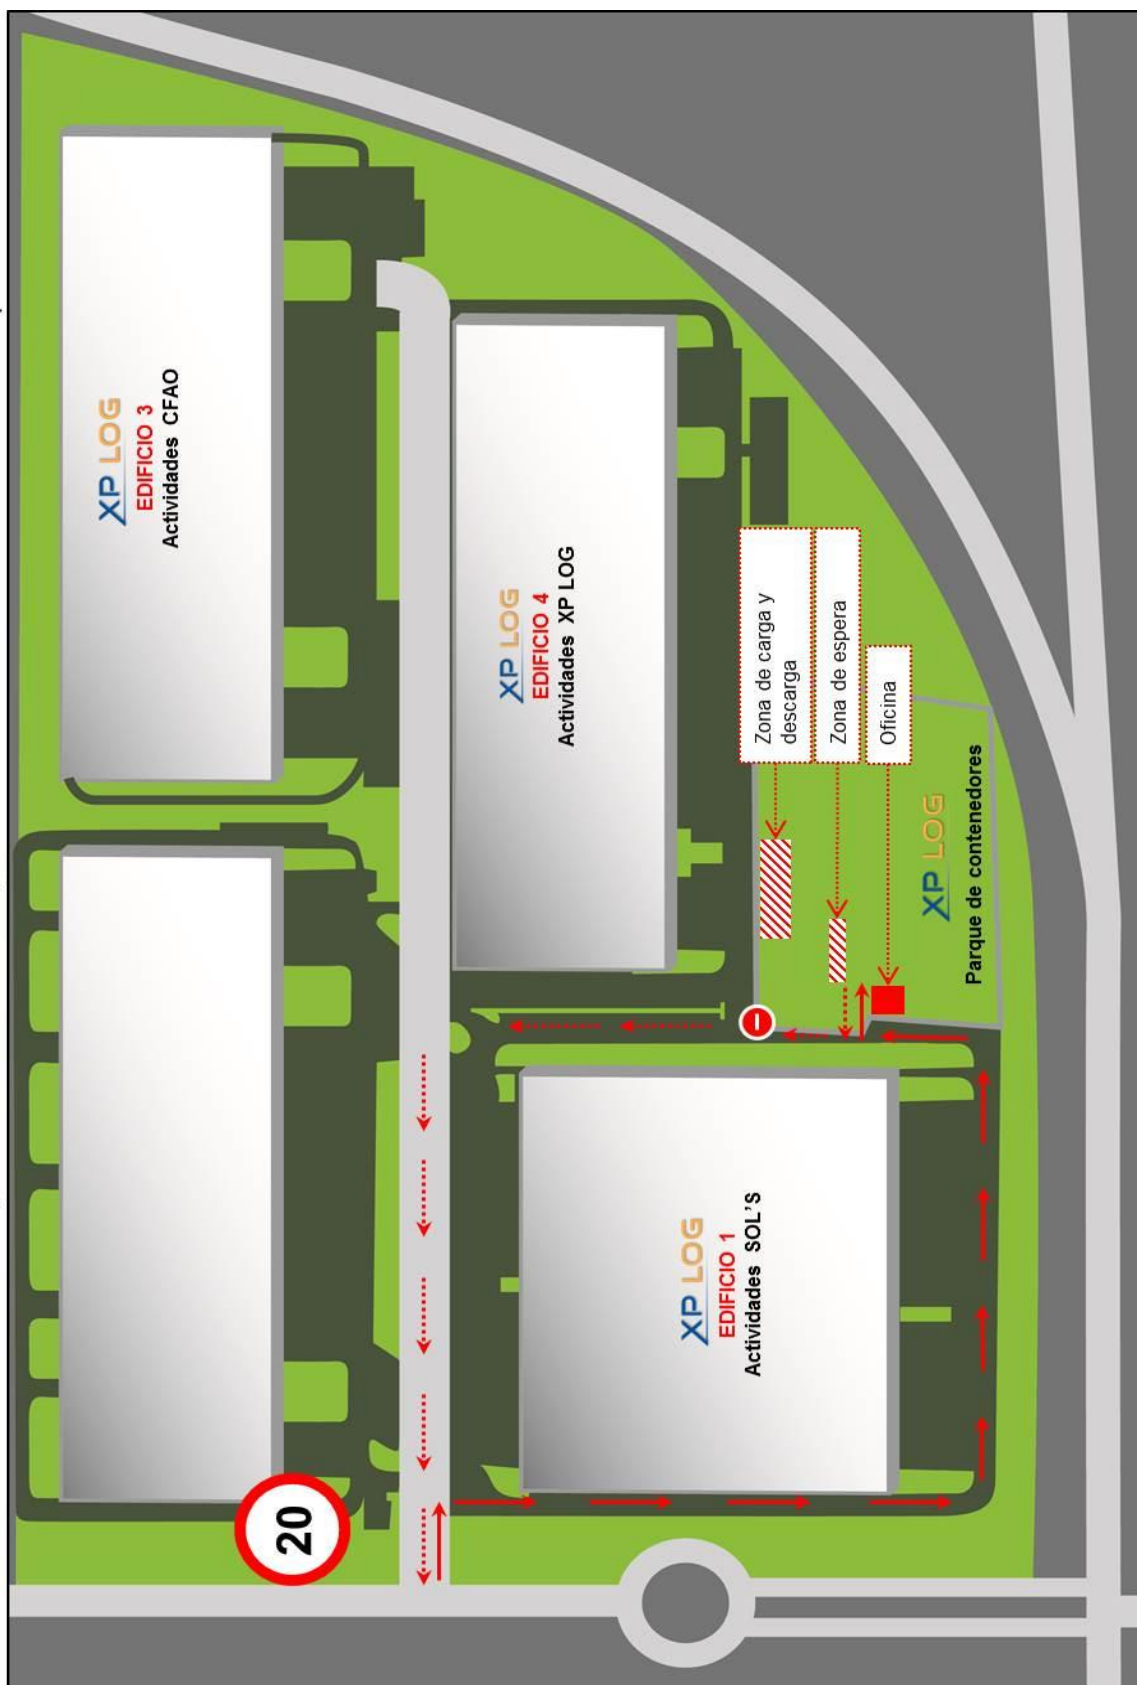 XP LOG
EDIFICIO 3
Actividades CFAO
XP LOG
EDIFICIO 4
Actividades XP LOG
Zona de carga y
descarga
Zona de espera
Oficina
XP LOG
Parque de contenedores
XP LOG
EDIFICIO 1
Actividades SOL'S
20